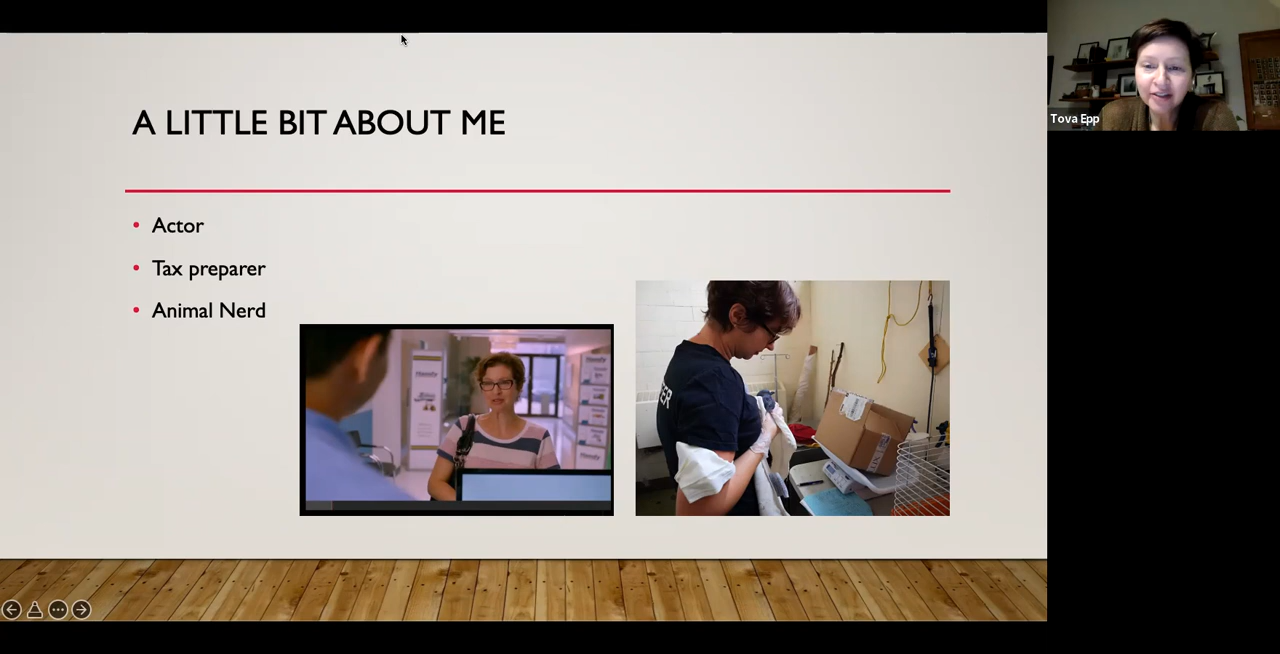 A LITTLE BIT ABOUT ME
• Actor
• Tax preparer
• Animal Nerd
Tova Epp